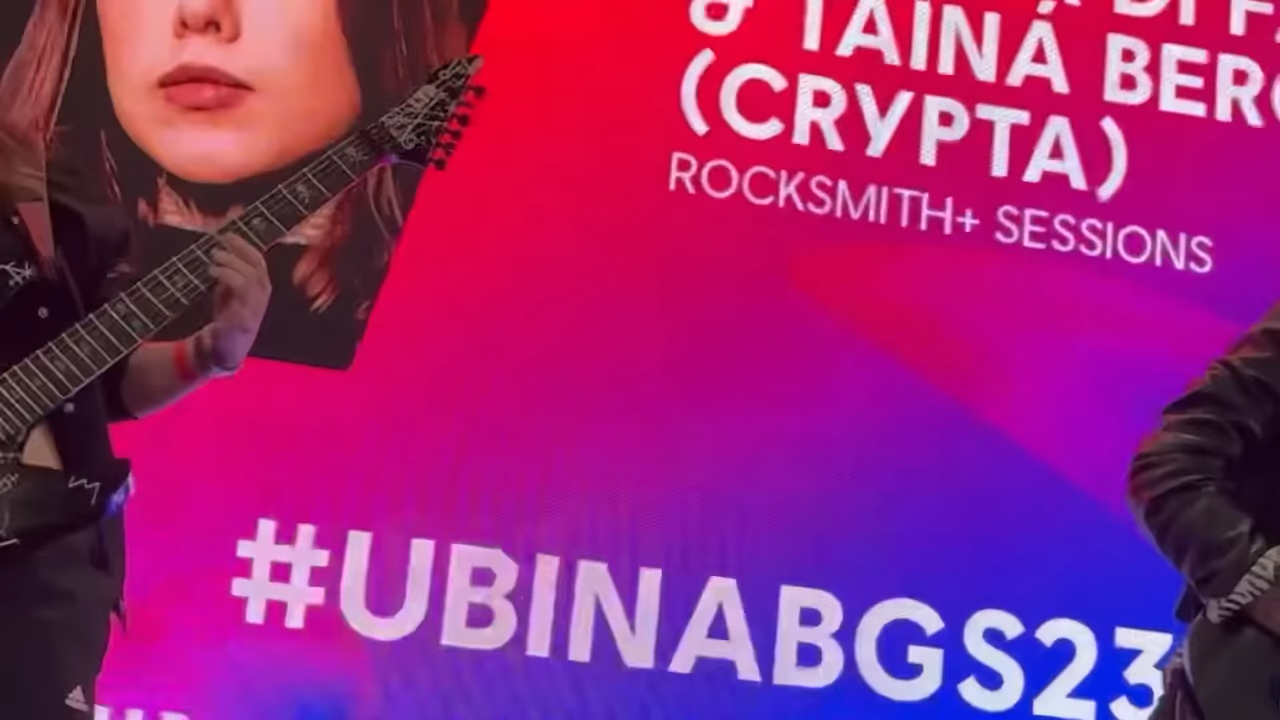 & TAINÁ
(CRYPTA)
ROCKSMITH+ SESSIONS
#UBINABGS23